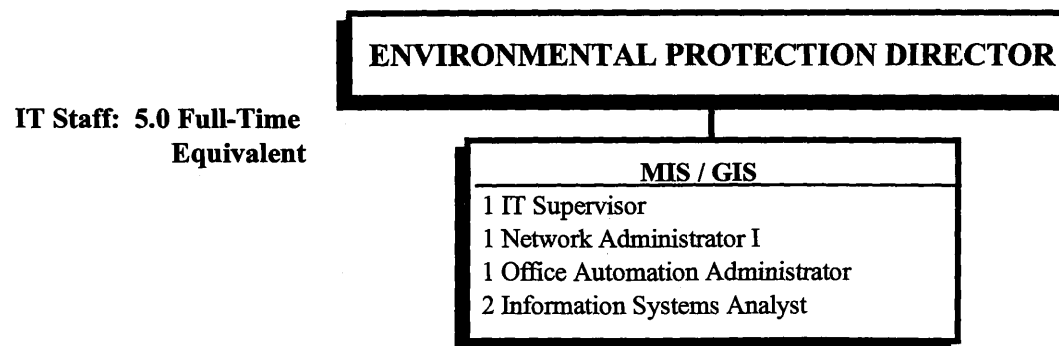 ENVIRONMENTAL PROTECTION DIRECTOR
IT Staff: 5.0 Full-Time
Equivalent
MIS / GIS
1 IT Supervisor
1 Network Administrator I
1 Office Automation Administrator
2 Information Systems Analyst